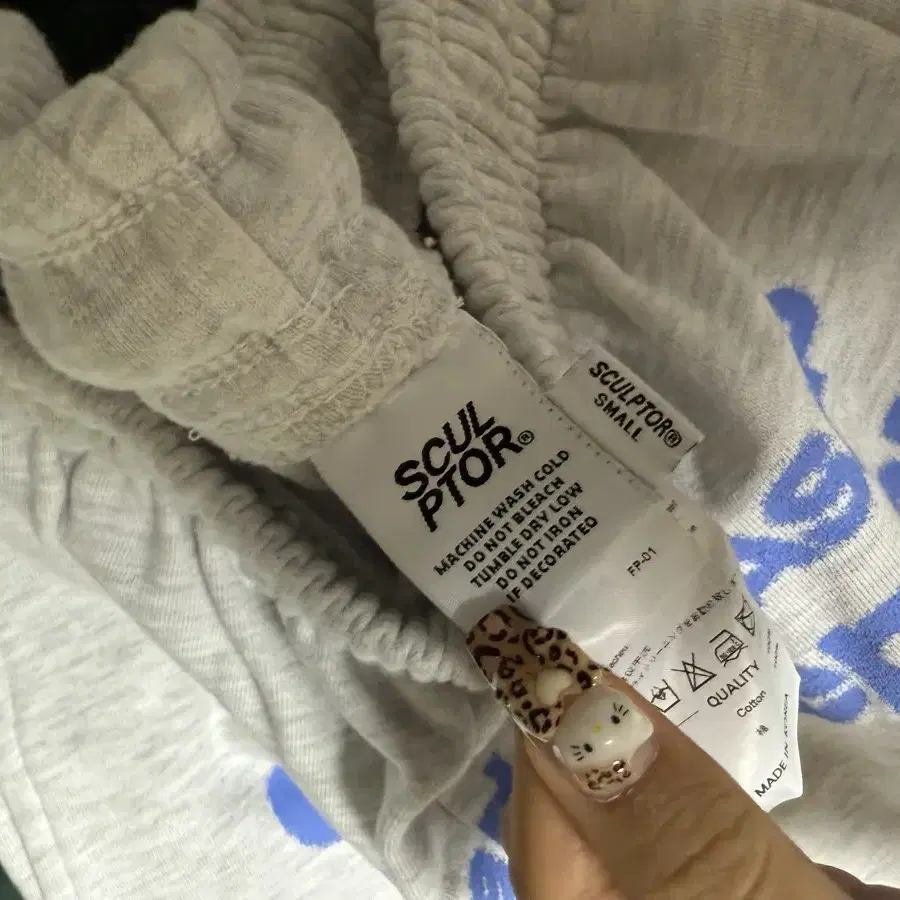 SCUL
PTOR®
MACHINE WASH COLD
DO NOT BLEACH
TUMBLE DRY LOW
DO NOT IRON
IF DECORATED
SCULPTOR®
SMALL
FP-01
QUALITY
Cotton
MADE IN KOREA